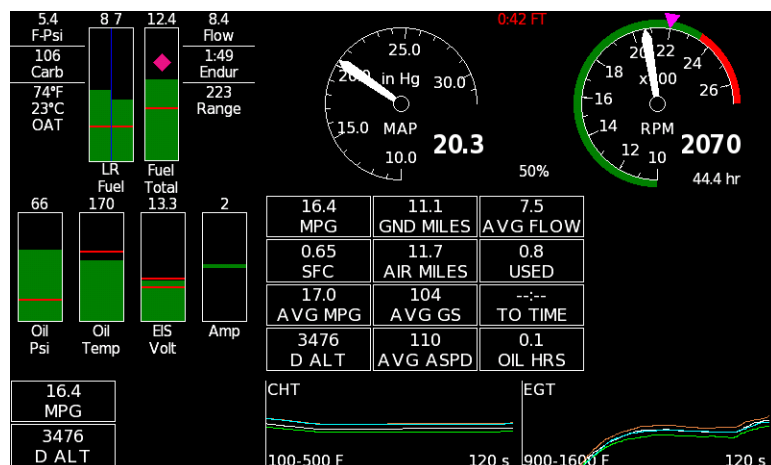 5.4
F-Psi
106
Carb
74°F
23°C
OAT
8 7
LR
Fuel
12.4
Fuel
Total
8.4
Flow
1:49
Endur
223
Range
0:42 FT
25.0
20.0
in Hg
30.0
15.0
MAP
10.0
20.3
50%
20
22
24
18
x100
26
16
14
RPM
12
10
2070
44.4 hr
66
Oil
Psi
170
Oil
Temp
13.3
EIS
Volt
2
Amp
16.4
MPG
11.1
GND MILES
7.5
AVG FLOW
0.65
SFC
11.7
AIR MILES
0.8
USED
17.0
AVG MPG
104
AVG GS
--:--
TO TIME
3476
D ALT
110
AVG ASPD
0.1
OIL HRS
16.4
MPG
3476
D ALT
CHT
100-500 F
120 s
EGT
900-1600 F
120 s